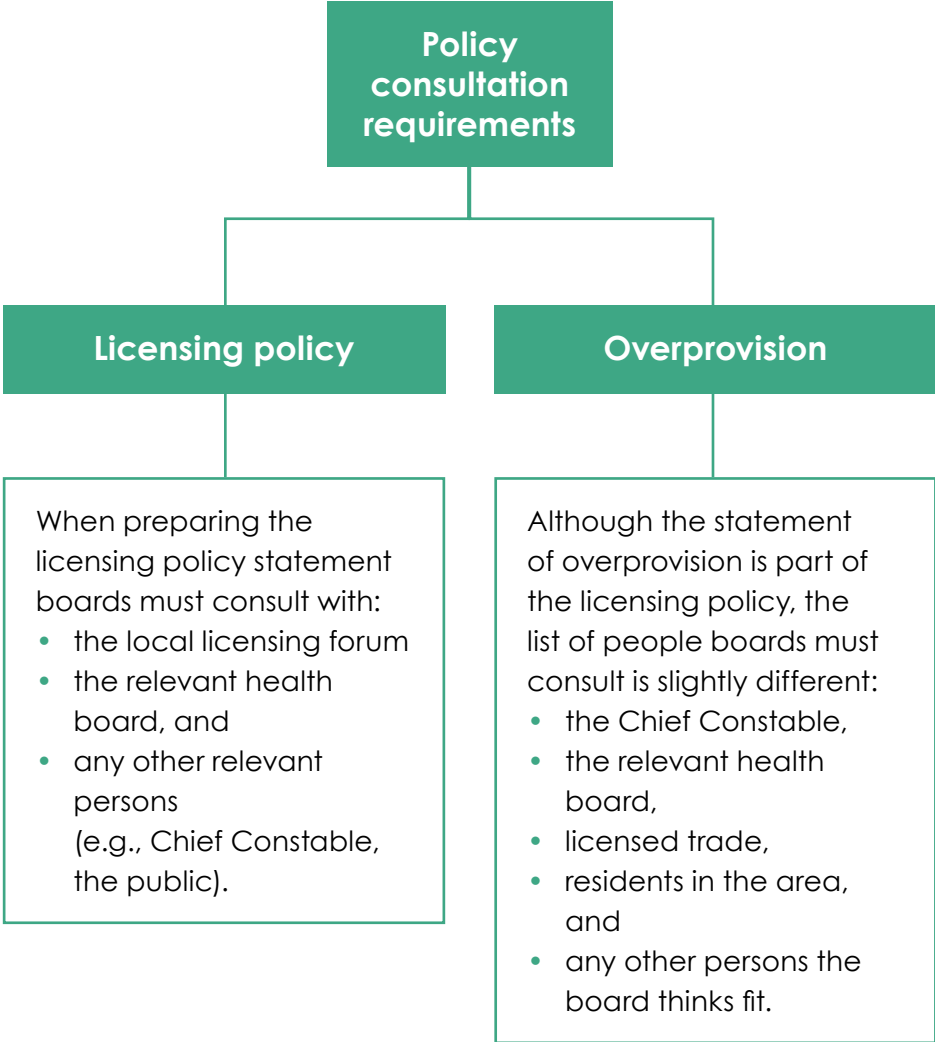 Policy
consultation
requirements
Licensing policy
When preparing the
licensing policy statement
boards must consult with:
• the local licensing forum
• the relevant health
board, and
• any other relevant
persons
(e.g., Chief Constable,
the public).
Overprovision
Although the statement
of overprovision is part of
the licensing policy, the
list of people boards must
consult is slightly different:
• the Chief Constable,
• the relevant health
board,
• licensed trade,
• residents in the area,
and
• any other persons the
board thinks fit.